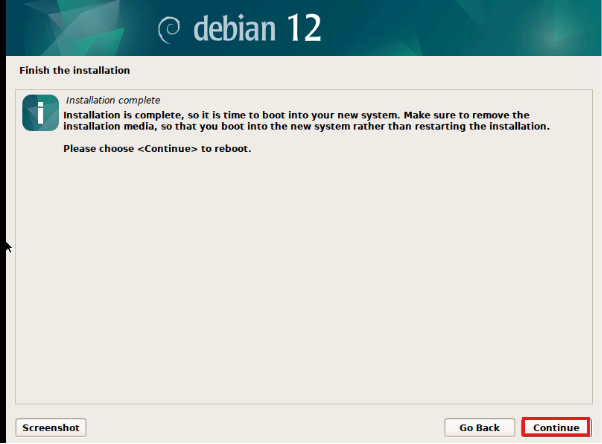 debian 12
Finish the installation
Installation complete
Installation is complete, so it is time to boot into your new system. Make sure to remove the
installation media, so that you boot into the new system rather than restarting the installation.
Please choose <Continue> to reboot.
Screenshot
Go Back
Continue